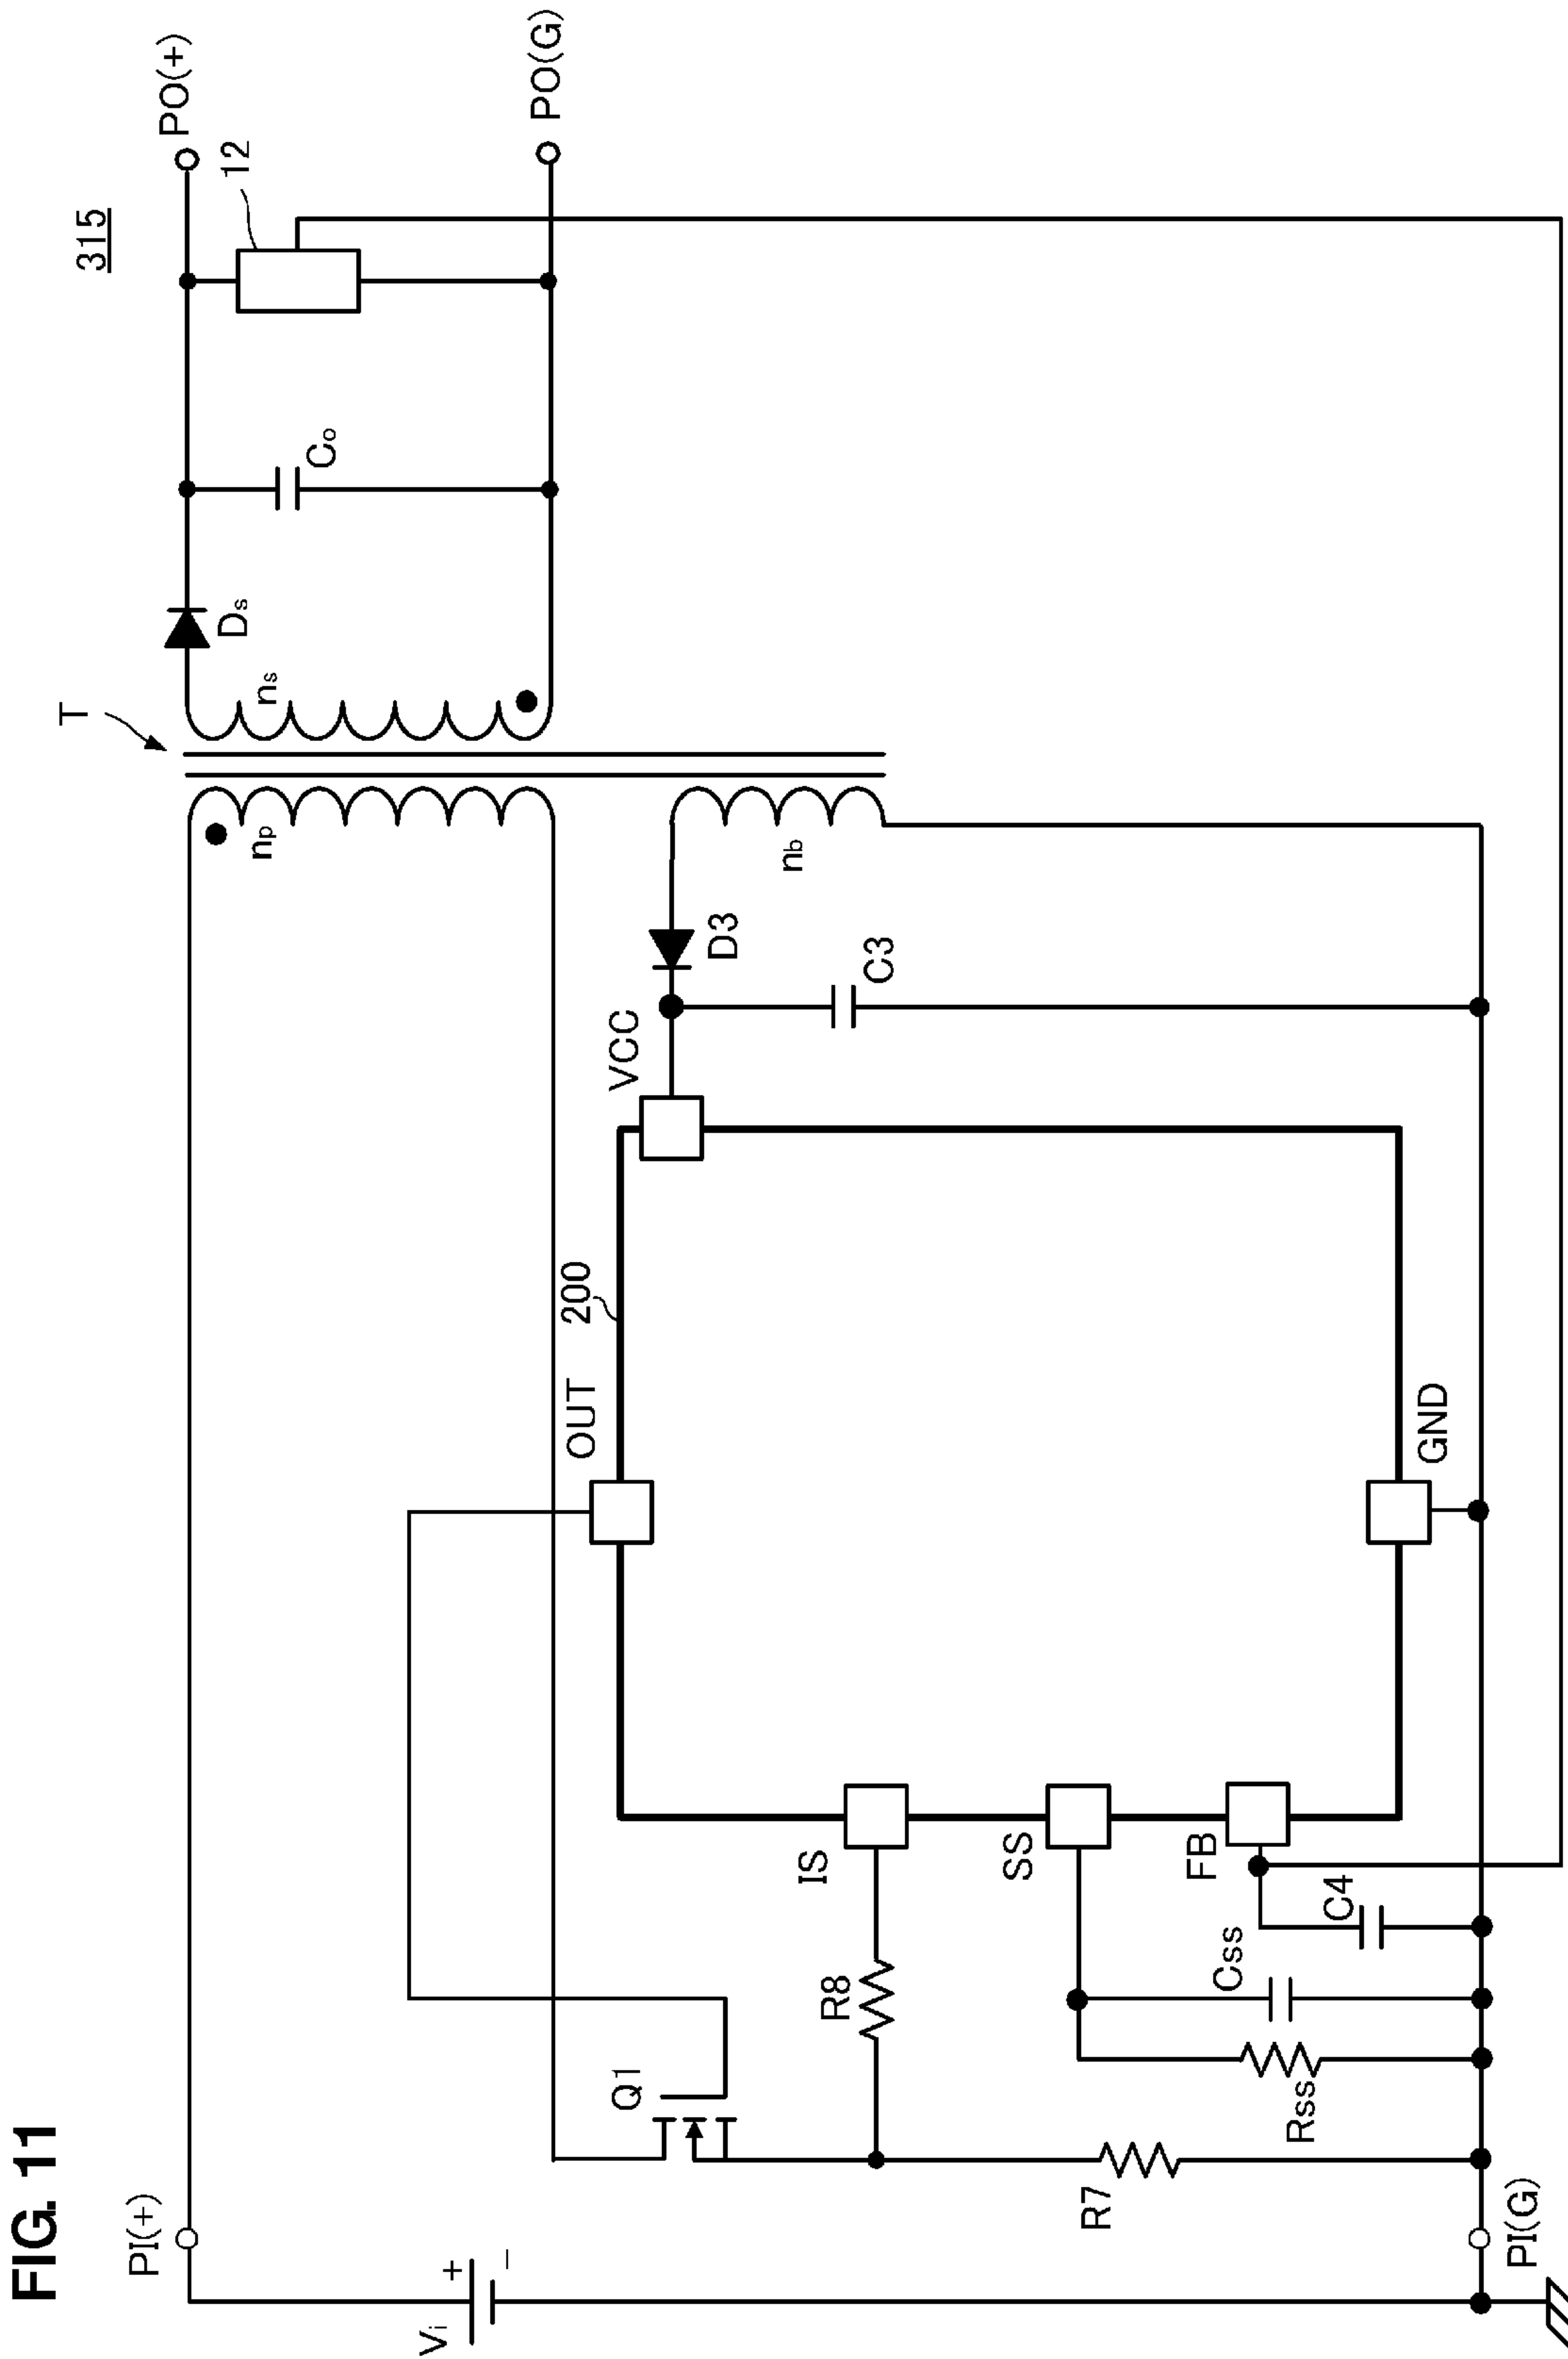 FIG. 11
315
T
PI(+)
PO(+)
12
np
ns
Ds
Co
Vi
+
−
PO(G)
Q1
OUT
200
VCC
D3
nb
C3
R8
IS
SS
R7
Rss
Css
C4
FB
GND
PI(G)